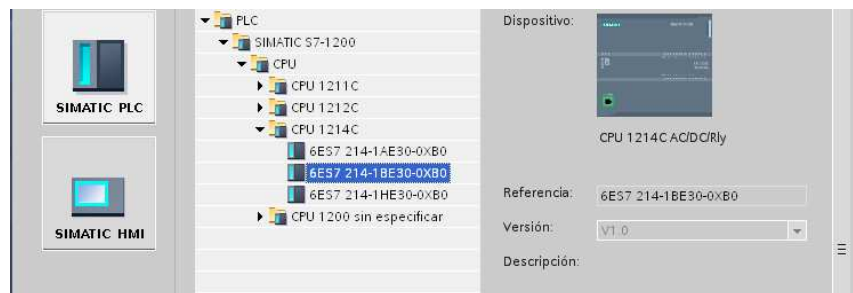 SIMATIC PLC
SIMATIC HMI
PLC
SIMATIC S7-1200
CPU
CPU 1211C
CPU 1212C
CPU 1214C
6ES7 214-1AE30-0XB0
6ES7 214-1BE30-0XB0
6ES7 214-1HE30-0XB0
CPU 1200 sin especificar
Dispositivo:
CPU 1214C AC/DC/Rly
Referencia: 6ES7 214-1BE30-0XB0
Versión: V1.0
Descripción: